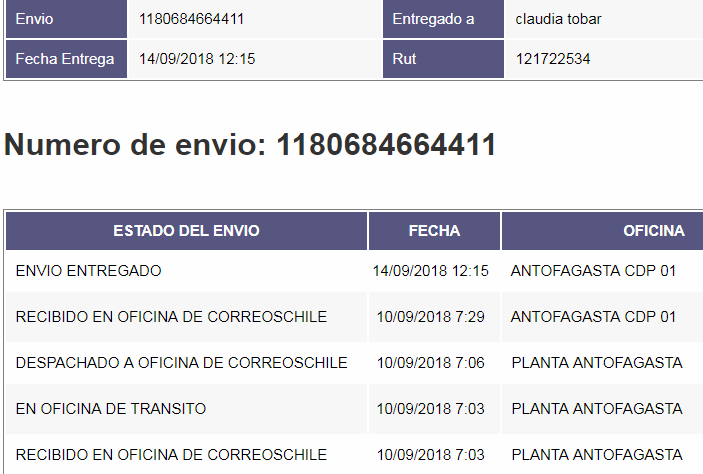 Envio 1180684664411 Entregado a claudia tobar
Fecha Entrega 14/09/2018 12:15 Rut 121722534
Numero de envio: 1180684664411
ESTADO DEL ENVIO FECHA OFICINA
ENVIO ENTREGADO 14/09/2018 12:15 ANTOFAGASTA CDP 01
RECIBIDO EN OFICINA DE CORREOSCHILE 10/09/2018 7:29 ANTOFAGASTA CDP 01
DESPACHADO A OFICINA DE CORREOSCHILE 10/09/2018 7:06 PLANTA ANTOFAGASTA
EN OFICINA DE TRANSITO 10/09/2018 7:03 PLANTA ANTOFAGASTA
RECIBIDO EN OFICINA DE CORREOSCHILE 10/09/2018 7:03 PLANTA ANTOFAGASTA